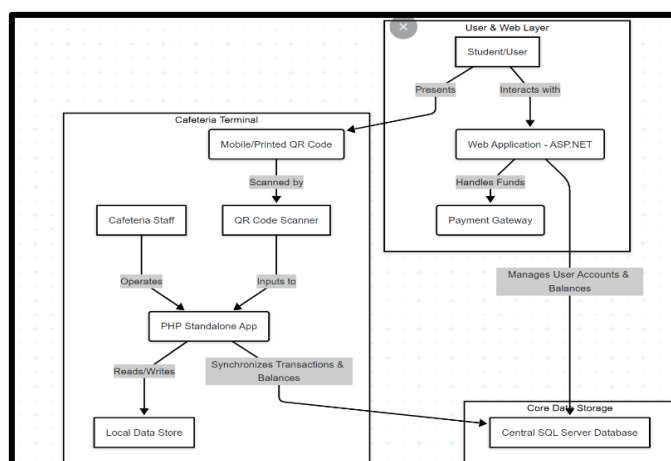 User & Web Layer
Student/User
Presents
Interacts with
Cafeteria Terminal
Mobile/Printed QR Code
Web Application - ASP.NET
Scanned by
Handles Funds
Cafeteria Staff
QR Code Scanner
Payment Gateway
Operates
Inputs to
Manages User Accounts &
Balances
PHP Standalone App
Reads/Writes
Synchronizes Transactions &
Balances
Core Data Storage
Local Data Store
Central SQL Server Database